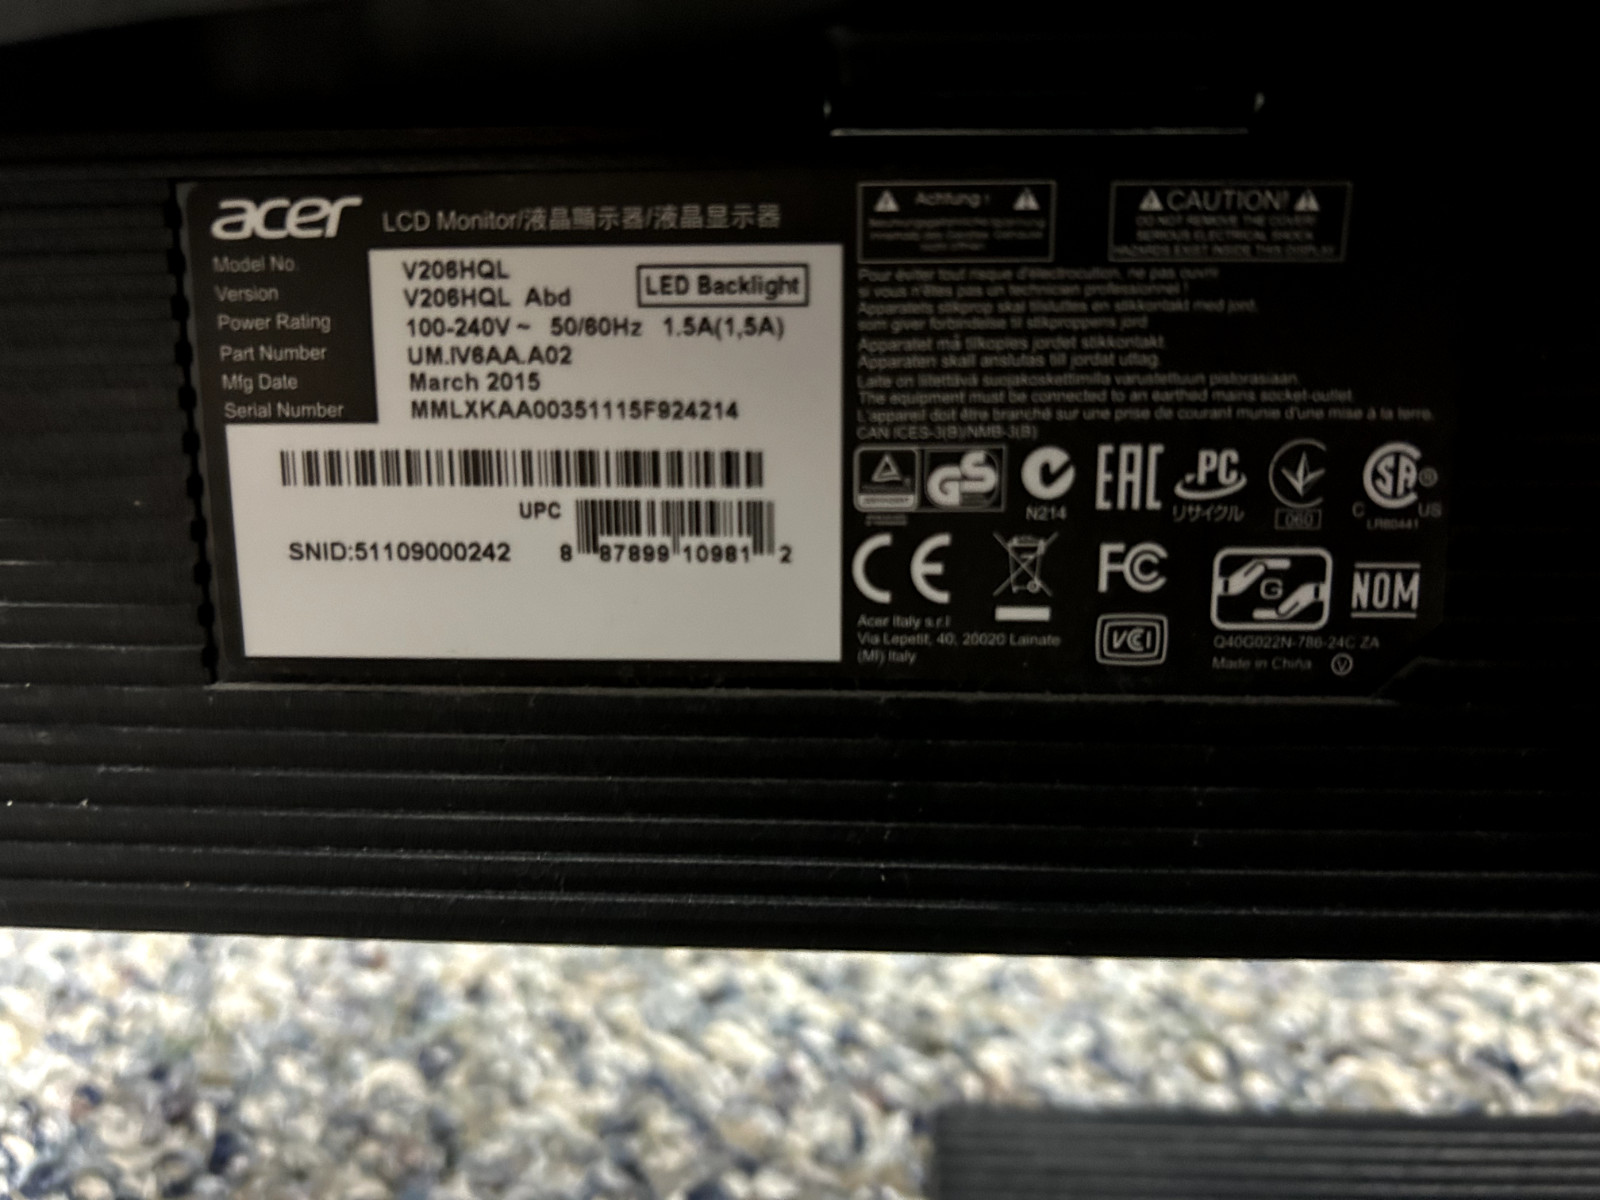 acer LCD Monitor/液晶顯示器/液晶显示器
Model No. V206HQL
Version V206HQL Abd
LED Backlight
Power Rating 100-240V ~ 50/60Hz 1.5A(1,5A)
Part Number UM.IV6AA.A02
Mfg Date March 2015
Serial Number MMLXKAA00351115F924214
UPC
SNID:51109000242
8 87899 10981 2
Achtung !
CAUTION!
DO NOT REMOVE THE COVER!
SERIOUS ELECTRICAL SHOCK
HAZARDS EXIST INSIDE THIS DISPLAY.
Pour éviter tout risque d'électrocution, ne pas ouvrir
si vous n'êtes pas un technicien professionnel !
Apparatets stikprop skal tilsluttes en stikkontakt med jord,
som giver forbindelse til stikproppens jord
Apparatet må tilkoples jordet stikkontakt.
Apparaten skall anslutas till jordat uttag.
Laite on liitettävä suojakoskettimilla varustettuun pistorasiaan.
The equipment must be connected to an earthed mains socket-outlet.
L'appareil doit être branché sur une prise de courant munie d'une mise à la terre.
CAN ICES-3(B)/NMB-3(B)
GS
N214
EAC
PC
リサイクル
060
SA
C US
LR80441
CE
FC
G
NOM
VCI
Acer Italy s.r.l
Via Lepetit, 40, 20020 Lainate
(MI) Italy
Q40G022N-786-24C ZA
Made in China V